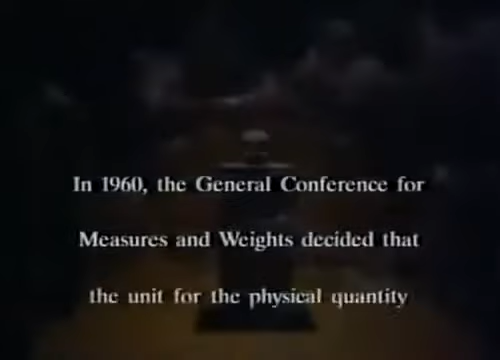 In 1960, the General Conference for
Measures and Weights decided that
the unit for the physical quantity